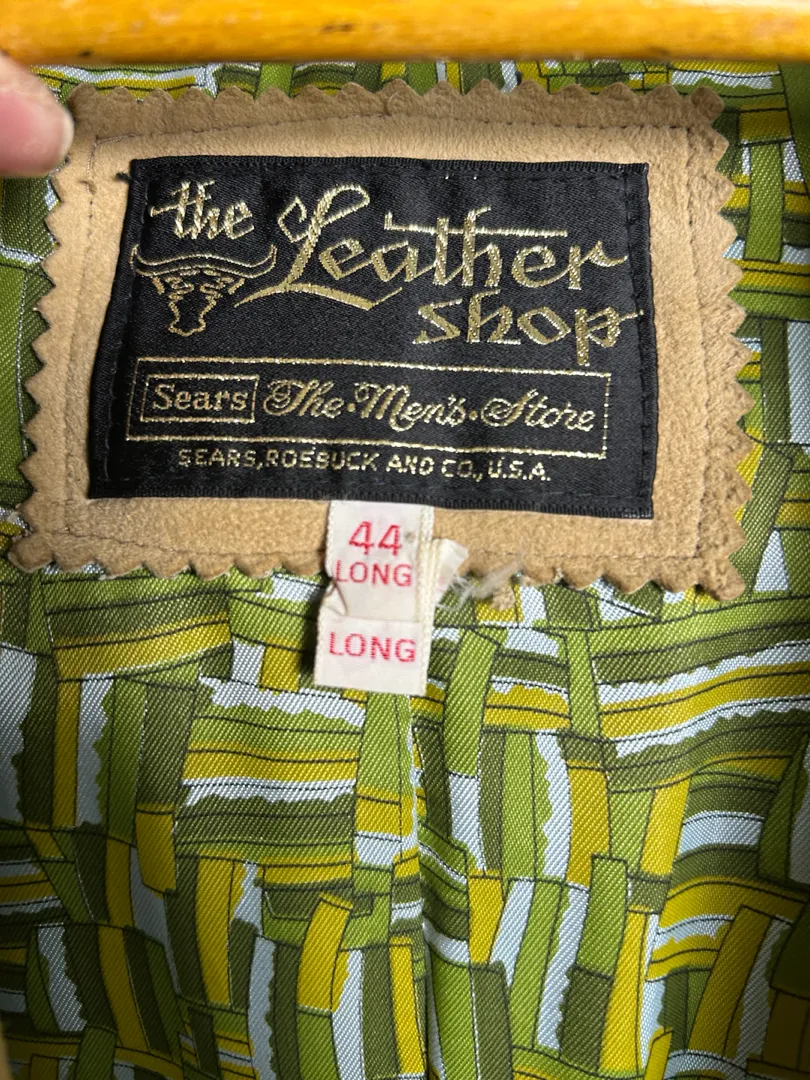 the Leather
shop
Sears The·Men's·Store
SEARS, ROEBUCK AND CO., U.S.A.
44
LONG
LONG